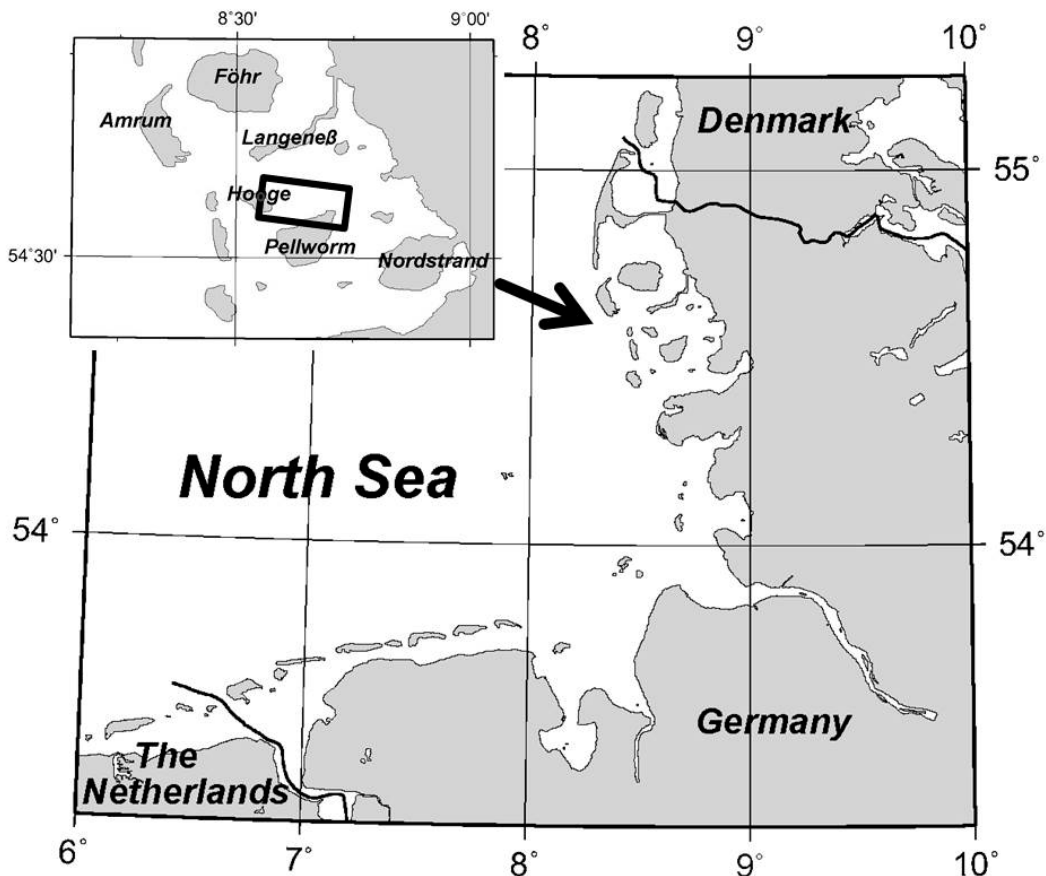 8°30' 9°00'
8° 9° 10°
Föhr
Amrum
Langeneß
Hooge
Pellworm
54°30'
Nordstrand
Denmark
55°
North Sea
54° 54°
Germany
The
Netherlands
6° 7° 8° 9° 10°